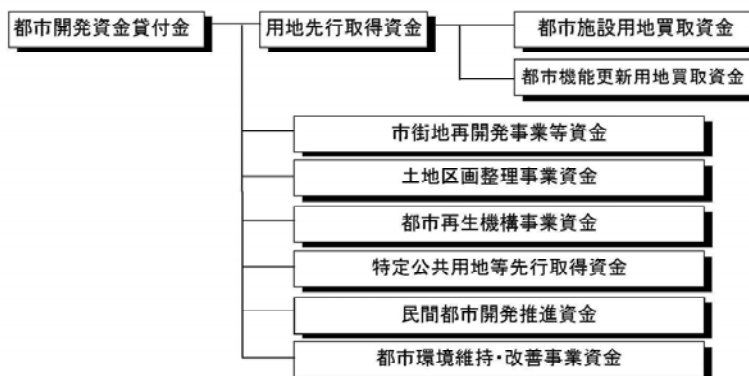 都市開発資金貸付金
用地先行取得資金
都市施設用地買取資金
都市機能更新用地買取資金
市街地再開発事業等資金
土地区画整理事業資金
都市再生機構事業資金
特定公共用地等先行取得資金
民間都市開発推進資金
都市環境維持・改善事業資金